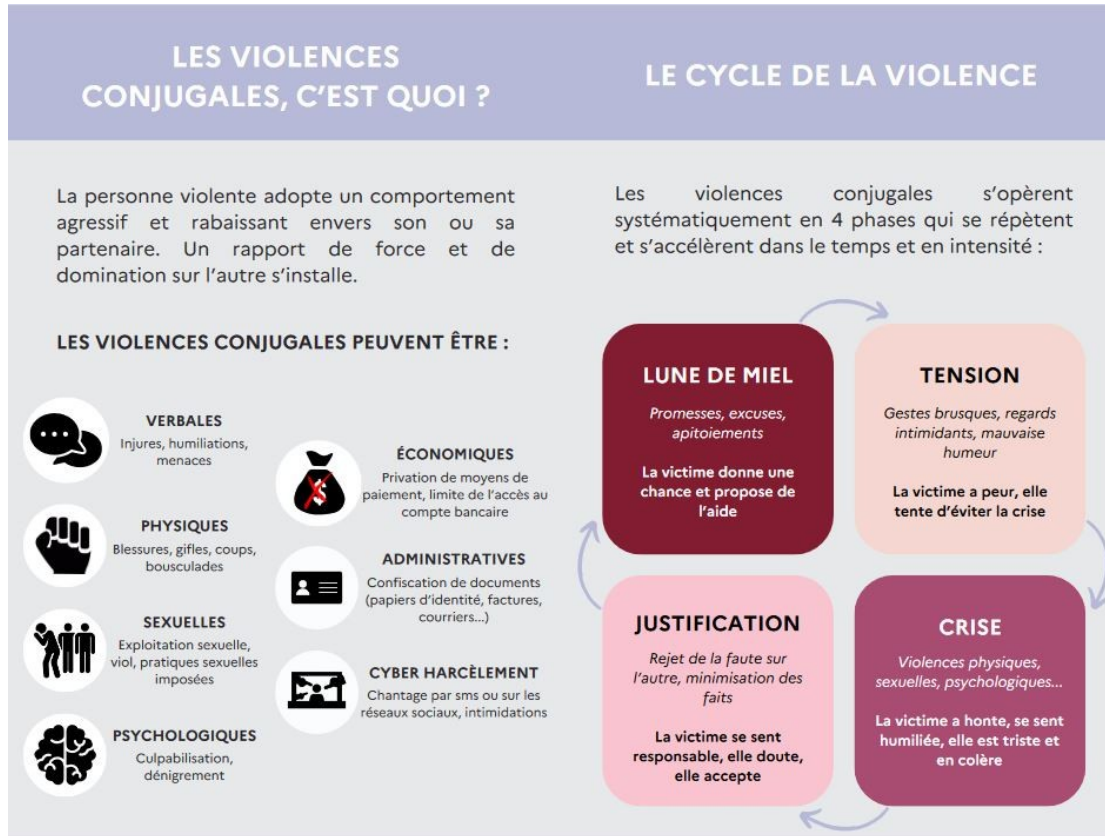 LES VIOLENCES
CONJUGALES, C'EST QUOI ?
La personne violente adopte un comportement
agressif et rabaissant envers son ou sa
partenaire. Un rapport de force et de
domination sur l'autre s'installe.
LES VIOLENCES CONJUGALES PEUVENT ÊTRE :
VERBALES
Injures, humiliations,
menaces
PHYSIQUES
Blessures, gifles, coups,
bousculades
SEXUELLES
Exploitation sexuelle,
viol, pratiques sexuelles
imposées
PSYCHOLOGIQUES
Culpabilisation,
dénigrement
ÉCONOMIQUES
Privation de moyens de
paiement, limite de l'accès au
compte bancaire
ADMINISTRATIVES
Confiscation de documents
(papiers d'identité, factures,
courriers...)
CYBER HARCÈLEMENT
Chantage par sms ou sur les
réseaux sociaux, intimidations
LE CYCLE DE LA VIOLENCE
Les violences conjugales s'opèrent
systématiquement en 4 phases qui se répètent
et s'accélèrent dans le temps et en intensité :
LUNE DE MIEL
Promesses, excuses,
apitoiements
La victime donne une
chance et propose de
l'aide
TENSION
Gestes brusques, regards
intimidants, mauvaise
humeur
La victime a peur, elle
tente d'éviter la crise
JUSTIFICATION
Rejet de la faute sur
l'autre, minimisation des
faits
La victime se sent
responsable, elle doute,
elle accepte
CRISE
Violences physiques,
sexuelles, psychologiques...
La victime a honte, se sent
humiliée, elle est triste et
en colère